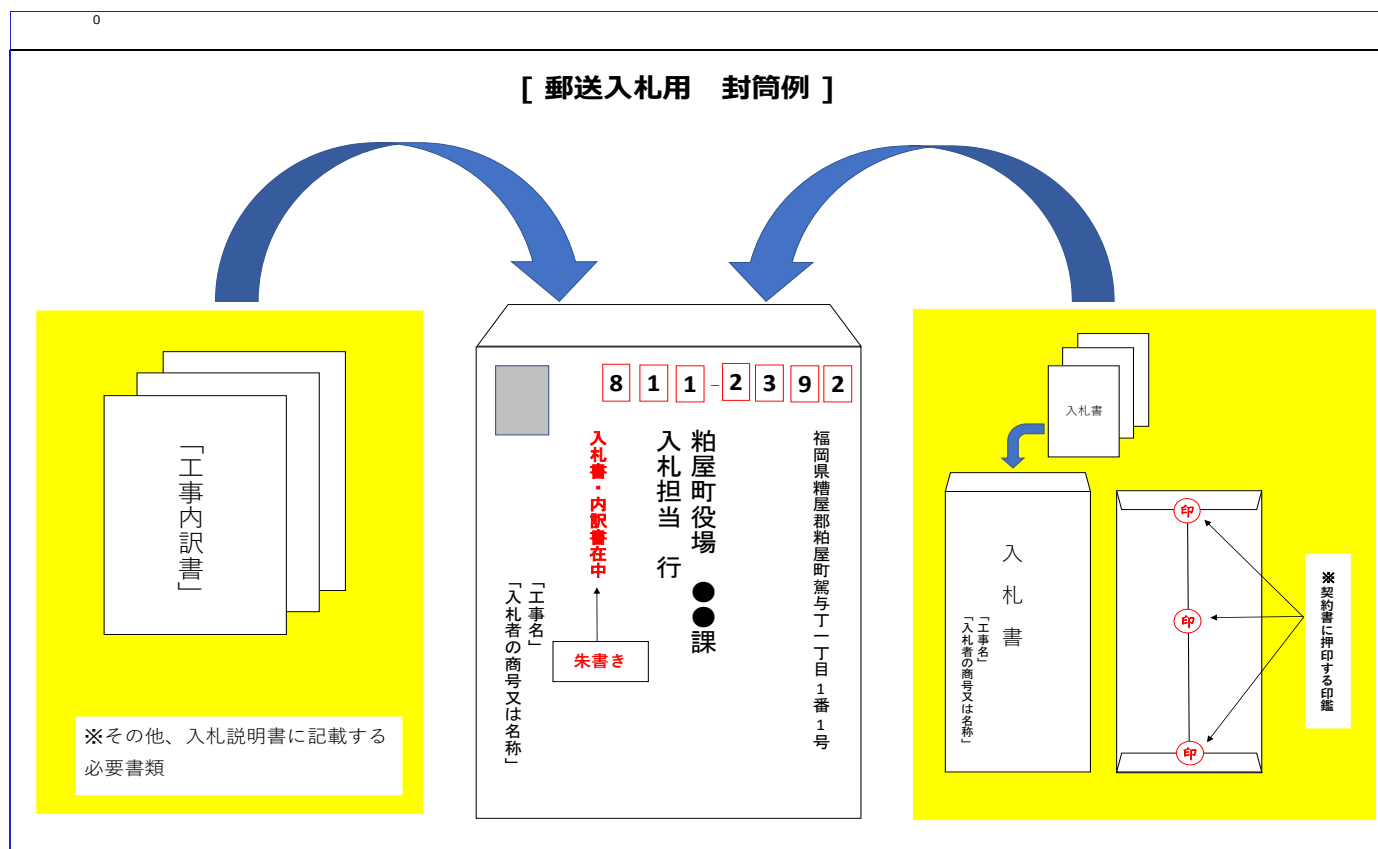 0
[ 郵送入札用　封筒例 ]
「工事内訳書」
※その他、入札説明書に記載する
必要書類
811-2392
福岡県糟屋郡粕屋町駕与丁一丁目1番1号
粕屋町役場　●●課
入札担当　行
入札書・内訳書在中
朱書き
「工事名」
「入札者の商号又は名称」
入札書
入札書
「工事名」
「入札者の商号又は名称」
印
印
印
※契約書に押印する印鑑